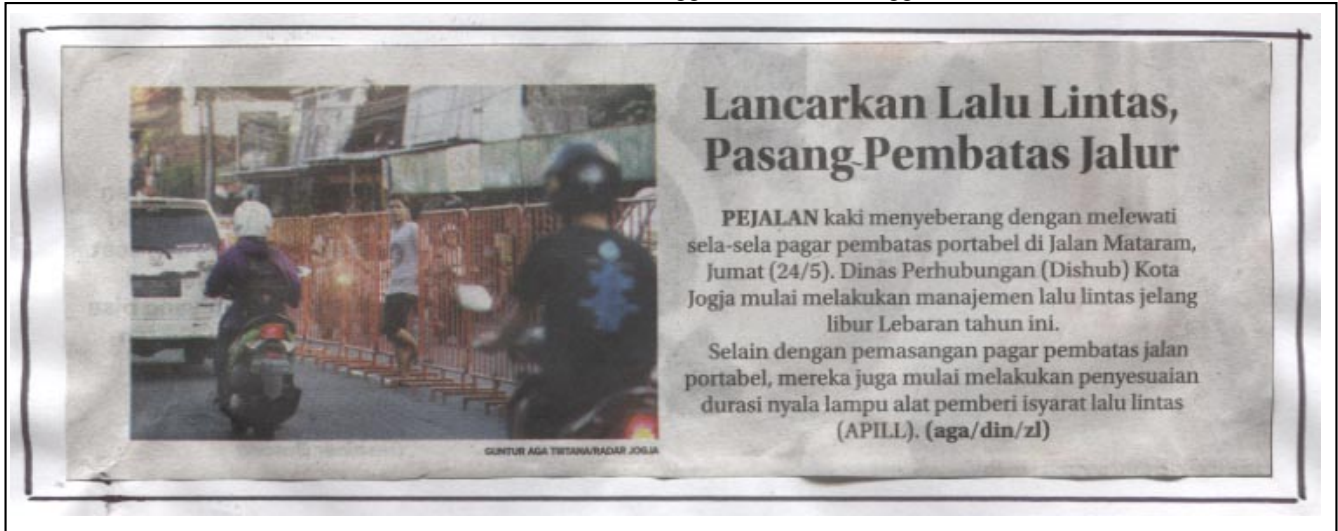 Lancarkan Lalu Lintas,
Pasang Pembatas Jalur
PEJALAN kaki menyeberang dengan melewati
sela-sela pagar pembatas portabel di Jalan Mataram,
Jumat (24/5). Dinas Perhubungan (Dishub) Kota
Jogja mulai melakukan manajemen lalu lintas jelang
libur Lebaran tahun ini.
Selain dengan pemasangan pagar pembatas jalan
portabel, mereka juga mulai melakukan penyesuaian
durasi nyala lampu alat pemberi isyarat lalu lintas
(APILL). (aga/din/zl)
GUNTUR AGA TIRTANA/RADAR JOGJA